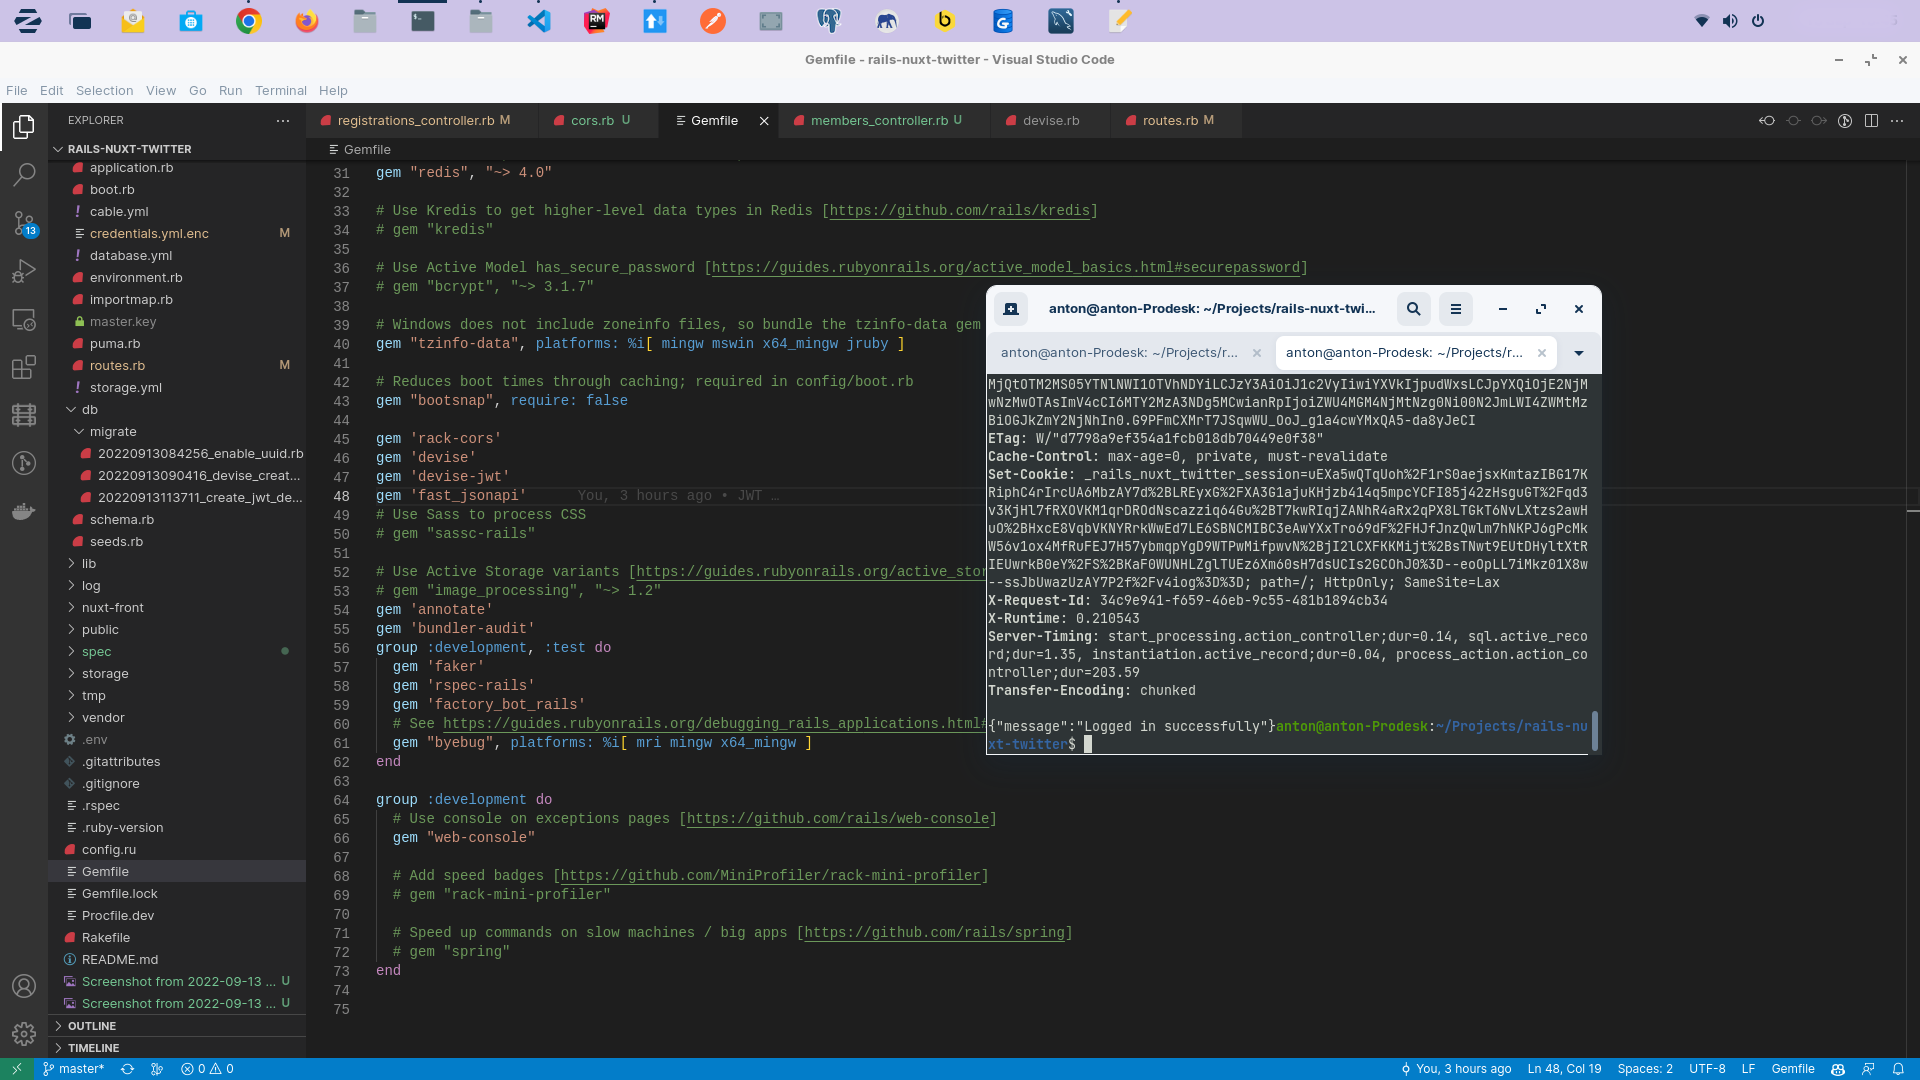 Gemfile - rails-nuxt-twitter - Visual Studio Code
File Edit Selection View Go Run Terminal Help
EXPLORER
RAILS-NUXT-TWITTER
application.rb
boot.rb
cable.yml
credentials.yml.enc M
database.yml
environment.rb
importmap.rb
master.key
puma.rb
routes.rb M
storage.yml
db
migrate
20220913084256_enable_uuid.rb
20220913090416_devise_creat...
20220913113711_create_jwt_de...
schema.rb
seeds.rb
lib
log
nuxt-front
public
spec
storage
tmp
vendor
.env
.gitattributes
.gitignore
.rspec
.ruby-version
config.ru
Gemfile
Gemfile.lock
Procfile.dev
Rakefile
README.md
Screenshot from 2022-09-13 ... U
Screenshot from 2022-09-13 ... U
OUTLINE
TIMELINE
13
registrations_controller.rb M cors.rb U Gemfile members_controller.rb U devise.rb routes.rb M
Gemfile
31 gem "redis", "~> 4.0"
32
33 # Use Kredis to get higher-level data types in Redis [https://github.com/rails/kredis]
34 # gem "kredis"
35
36 # Use Active Model has_secure_password [https://guides.rubyonrails.org/active_model_basics.html#securepassword]
37 # gem "bcrypt", "~> 3.1.7"
38
39 # Windows does not include zoneinfo files, so bundle the tzinfo-data gem
40 gem "tzinfo-data", platforms: %i[ mingw mswin x64_mingw jruby ]
41
42 # Reduces boot times through caching; required in config/boot.rb
43 gem "bootsnap", require: false
44
45 gem 'rack-cors'
46 gem 'devise'
47 gem 'devise-jwt'
48 gem 'fast_jsonapi' You, 3 hours ago • JWT …
49 # Use Sass to process CSS
50 # gem "sassc-rails"
51
52 # Use Active Storage variants [https://guides.rubyonrails.org/active_stor
53 # gem "image_processing", "~> 1.2"
54 gem 'annotate'
55 gem 'bundler-audit'
56 group :development, :test do
57 gem 'faker'
58 gem 'rspec-rails'
59 gem 'factory_bot_rails'
60 # See https://guides.rubyonrails.org/debugging_rails_applications.html#
61 gem "byebug", platforms: %i[ mri mingw x64_mingw ]
62 end
63
64 group :development do
65 # Use console on exceptions pages [https://github.com/rails/web-console]
66 gem "web-console"
67
68 # Add speed badges [https://github.com/MiniProfiler/rack-mini-profiler]
69 # gem "rack-mini-profiler"
70
71 # Speed up commands on slow machines / big apps [https://github.com/rails/spring]
72 # gem "spring"
73 end
74
75
anton@anton-Prodesk: ~/Projects/rails-nuxt-twi...
anton@anton-Prodesk: ~/Projects/r... anton@anton-Prodesk: ~/Projects/r...
MjQtOTM2MS05YTNlNWI1OTVhNDYiLCJzY3AiOiJ1c2VyIiwiYXVkIjpudWxsLCJpYXQiOjE2NjM
wNzMwOTAsImV4cCI6MTY2MzA3NDg5MCwianRpIjoiZWU4MGM4NjMtNzg0Ni00N2JmLWI4ZWMtMz
BiOGJkZmY2NjNhIn0.G9PFmCXMrT7JSqwWU_OoJ_g1a4cwYMxQA5-da8yJeCI
ETag: W/"d7798a9ef354a1fcb018db70449e0f38"
Cache-Control: max-age=0, private, must-revalidate
Set-Cookie: _rails_nuxt_twitter_session=uEXa5wQTqUoh%2F1rS0aejsxKmtazIBG17K
RiphC4rIrcUA6MbzAY7d%2BLREyxG%2FXA3G1ajuKHjzb414q5mpcYCFI85j42zHsguGT%2Fqd3
v3KjHl7fRXOVKM1qrDROdNscazziq64Gu%2BT7kwRIqjZANhR4aRx2qPX8LTGkT6NvLXtzs2awH
uO%2BHxcE8VqbVKNYRrkWwEd7LE6SBNCMIBC3eAwYXxTro69dF%2FHJfJnzQwlm7hNKPJ6gPcMk
W56v1ox4MfRuFEJ7H57ybmqpYgD9WTPwMifpwvN%2BjI2lCXFKKMijt%2BsTNwt9EUtDHyltXtR
IEUwrkB0eY%2FS%2BKaF0WUNHLZglTUEz6Xm60sH7dsUCIs2GCOhJ0%3D--eoOpLL7iMkz01X8w
--ssJbUwazUzAY7P2f%2Fv4iog%3D%3D; path=/; HttpOnly; SameSite=Lax
X-Request-Id: 34c9e941-f659-46eb-9c55-481b1894cb34
X-Runtime: 0.210543
Server-Timing: start_processing.action_controller;dur=0.14, sql.active_reco
rd;dur=1.35, instantiation.active_record;dur=0.04, process_action.action_co
ntroller;dur=203.59
Transfer-Encoding: chunked
{"message":"Logged in successfully"}anton@anton-Prodesk:~/Projects/rails-nu
xt-twitter$
master* 0 0 You, 3 hours ago Ln 48, Col 19 Spaces: 2 UTF-8 LF Gemfile